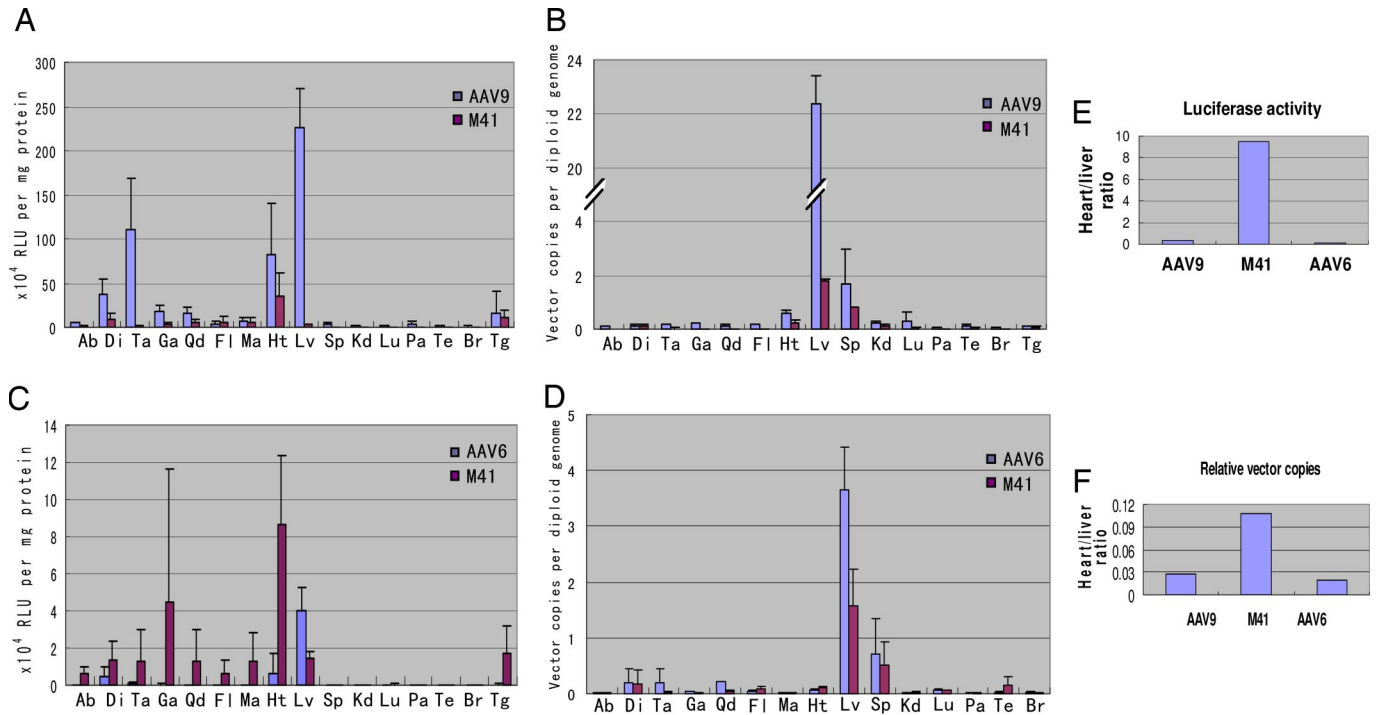 A
x10⁴ RLU per mg protein
300
250
200
150
100
50
0
AAV9
M41
Ab Di Ta Ga Qd Fl Ma Ht Lv Sp Kd Lu Pa Te Br Tg
B
Vector copies per diploid genome
24
22
20
4
2
0
AAV9
M41
Ab Di Ta Ga Qd Fl Ht Lv Sp Kd Lu Pa Te Br Tg
E
Luciferase activity
Heart/liver
ratio
10
8
6
4
2
0
AAV9 M41 AAV6
C
x10⁴ RLU per mg protein
14
12
10
8
6
4
2
0
AAV6
M41
Ab Di Ta Ga Qd Fl Ma Ht Lv Sp Kd Lu Pa Te Br Tg
D
Vector copies per diploid genome
5
4
3
2
1
0
AAV6
M41
Ab Di Ta Ga Qd Fl Ma Ht Lv Sp Kd Lu Pa Te Br
F
Relative vector copies
Heart/liver
ratio
0.12
0.09
0.06
0.03
0
AAV9 M41 AAV6